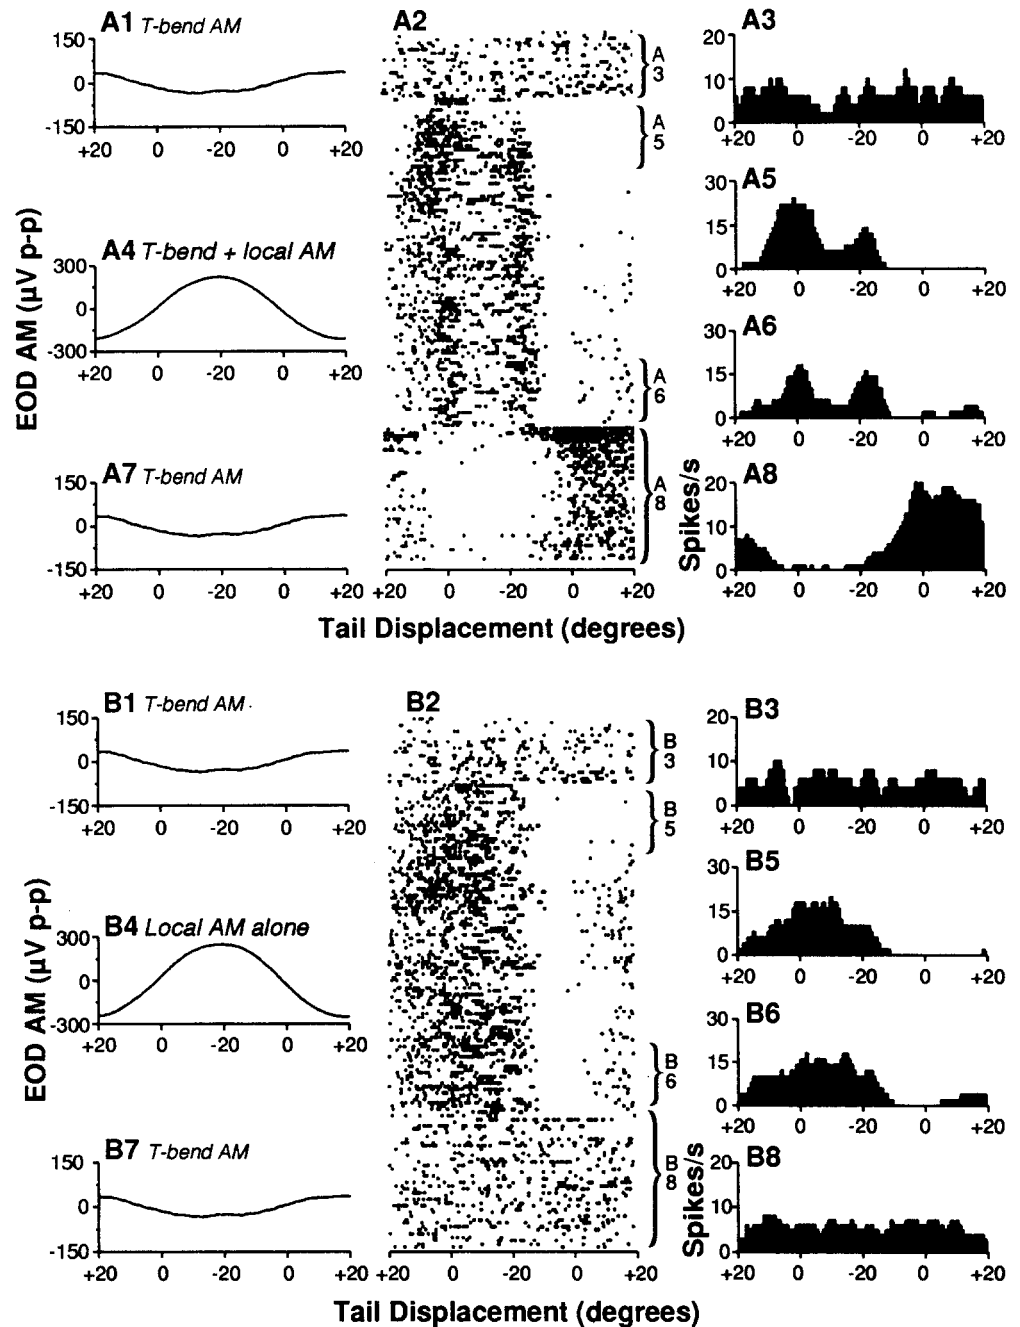 A1 T-bend AM
150
0
-150
+20 0 -20 0 +20
A2
A
3
A
5
A
6
A
8
+20 0 -20 0 +20
A3
20
10
0
+20 0 -20 0 +20
A4 T-bend + local AM
300
0
-300
+20 0 -20 0 +20
EOD AM (µV p-p)
A5
30
15
0
+20 0 -20 0 +20
A6
30
15
0
+20 0 -20 0 +20
A7 T-bend AM
150
0
-150
+20 0 -20 0 +20
A8
20
10
0
+20 0 -20 0 +20
Spikes/s
Tail Displacement (degrees)
B1 T-bend AM
150
0
-150
+20 0 -20 0 +20
B2
B
3
B
5
B
6
B
8
+20 0 -20 0 +20
B3
20
10
0
+20 0 -20 0 +20
B4 Local AM alone
300
0
-300
+20 0 -20 0 +20
EOD AM (µV p-p)
B5
30
15
0
+20 0 -20 0 +20
B6
30
15
0
+20 0 -20 0 +20
B7 T-bend AM
150
0
-150
+20 0 -20 0 +20
B8
20
10
0
+20 0 -20 0 +20
Spikes/s
Tail Displacement (degrees)